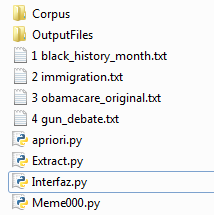 Corpus
OutputFiles
1 black_history_month.txt
2 immigration.txt
3 obamacare_original.txt
4 gun_debate.txt
apriori.py
Extract.py
Interfaz.py
Meme000.py